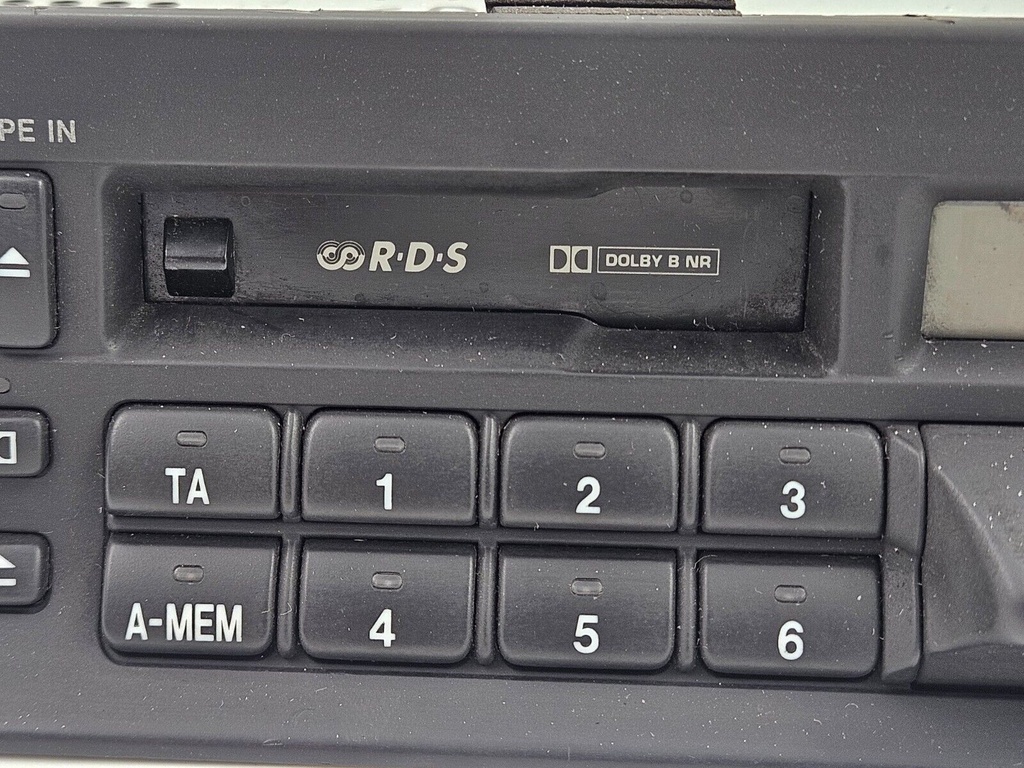 PE IN
R·D·S
DOLBY B NR
TA 1 2 3
A-MEM 4 5 6